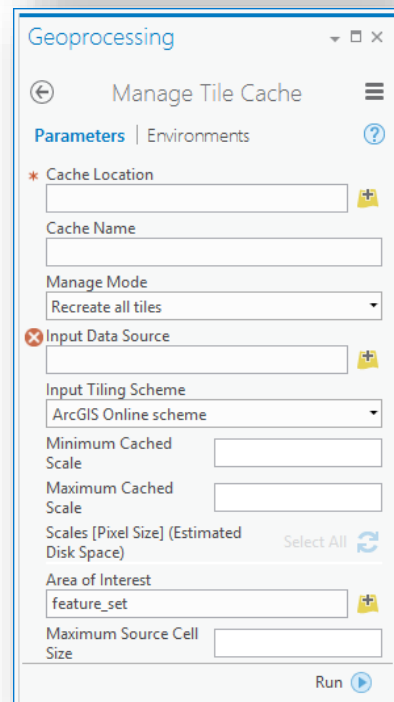 Geoprocessing
Manage Tile Cache
Parameters | Environments
?
* Cache Location
Cache Name
Manage Mode
Recreate all tiles
Input Data Source
Input Tiling Scheme
ArcGIS Online scheme
Minimum Cached
Scale
Maximum Cached
Scale
Scales [Pixel Size] (Estimated
Disk Space)
Select All
Area of Interest
feature_set
Maximum Source Cell
Size
Run